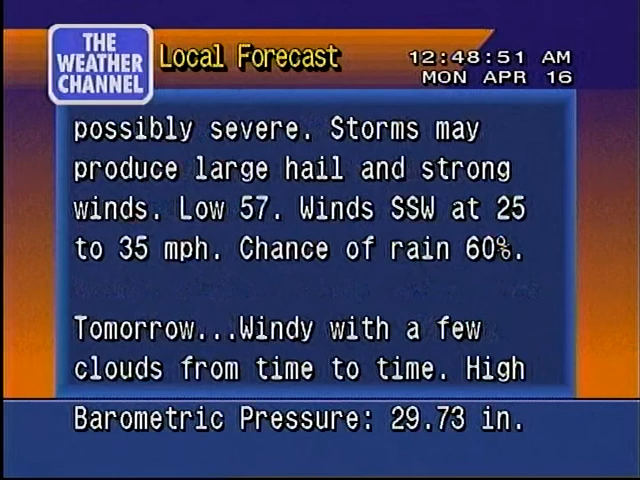 THE
WEATHER
CHANNEL
Local Forecast
12:48:51 AM
MON APR 16
possibly severe. Storms may
produce large hail and strong
winds. Low 57. Winds SSW at 25
to 35 mph. Chance of rain 60%.
Tomorrow...Windy with a few
clouds from time to time. High
Barometric Pressure: 29.73 in.